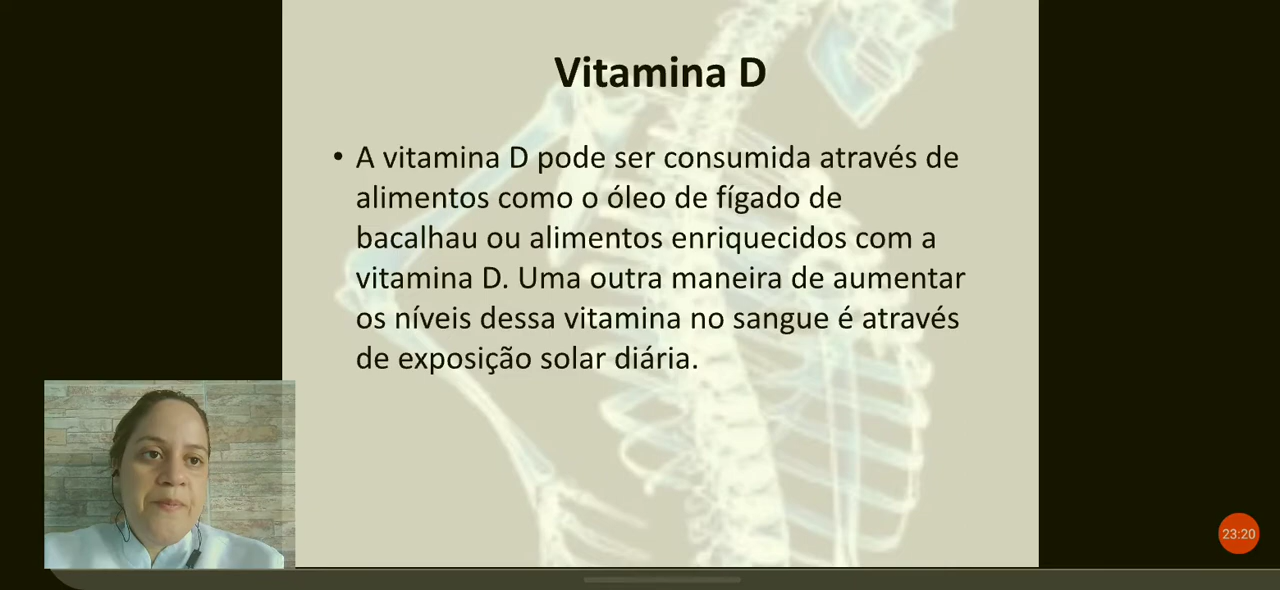 Vitamina D
• A vitamina D pode ser consumida através de
alimentos como o óleo de fígado de
bacalhau ou alimentos enriquecidos com a
vitamina D. Uma outra maneira de aumentar
os níveis dessa vitamina no sangue é através
de exposição solar diária.
23:20